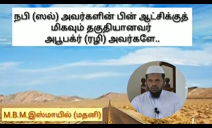 நபி (ஸல்) அவர்களின் பின் ஆட்சிக்குத்
மிகவும் தகுதியானவர்
அபூபக்ர் (ரழி) அவர்களே..
M.B.M.இஸ்மாயில் (மதனி)